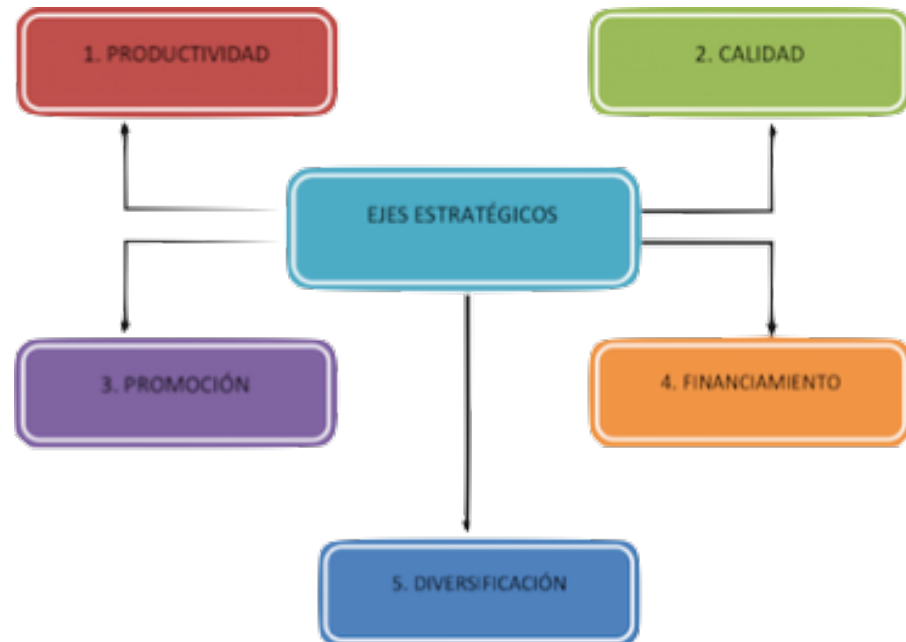 1. PRODUCTIVIDAD
2. CALIDAD
EJES ESTRATÉGICOS
3. PROMOCIÓN
4. FINANCIAMIENTO
5. DIVERSIFICACIÓN